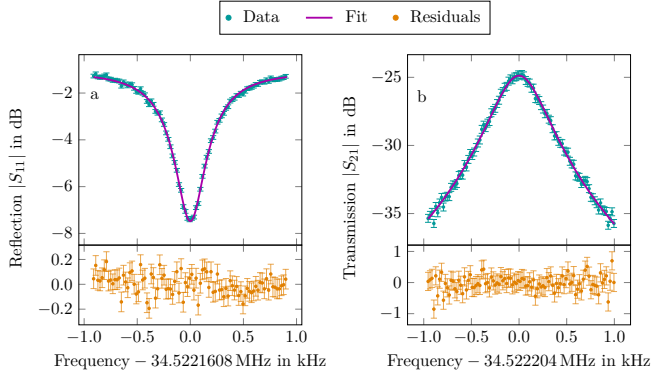 Data Fit Residuals
a
b
Reflection |S₁₁| in dB
−2
−4
−6
−8
0.2
0.0
−0.2
−1.0 −0.5 0.0 0.5 1.0
Frequency − 34.5221608 MHz in kHz
Transmission |S₂₁| in dB
−25
−30
−35
1
0
−1
−1.0 −0.5 0.0 0.5 1.0
Frequency − 34.522204 MHz in kHz